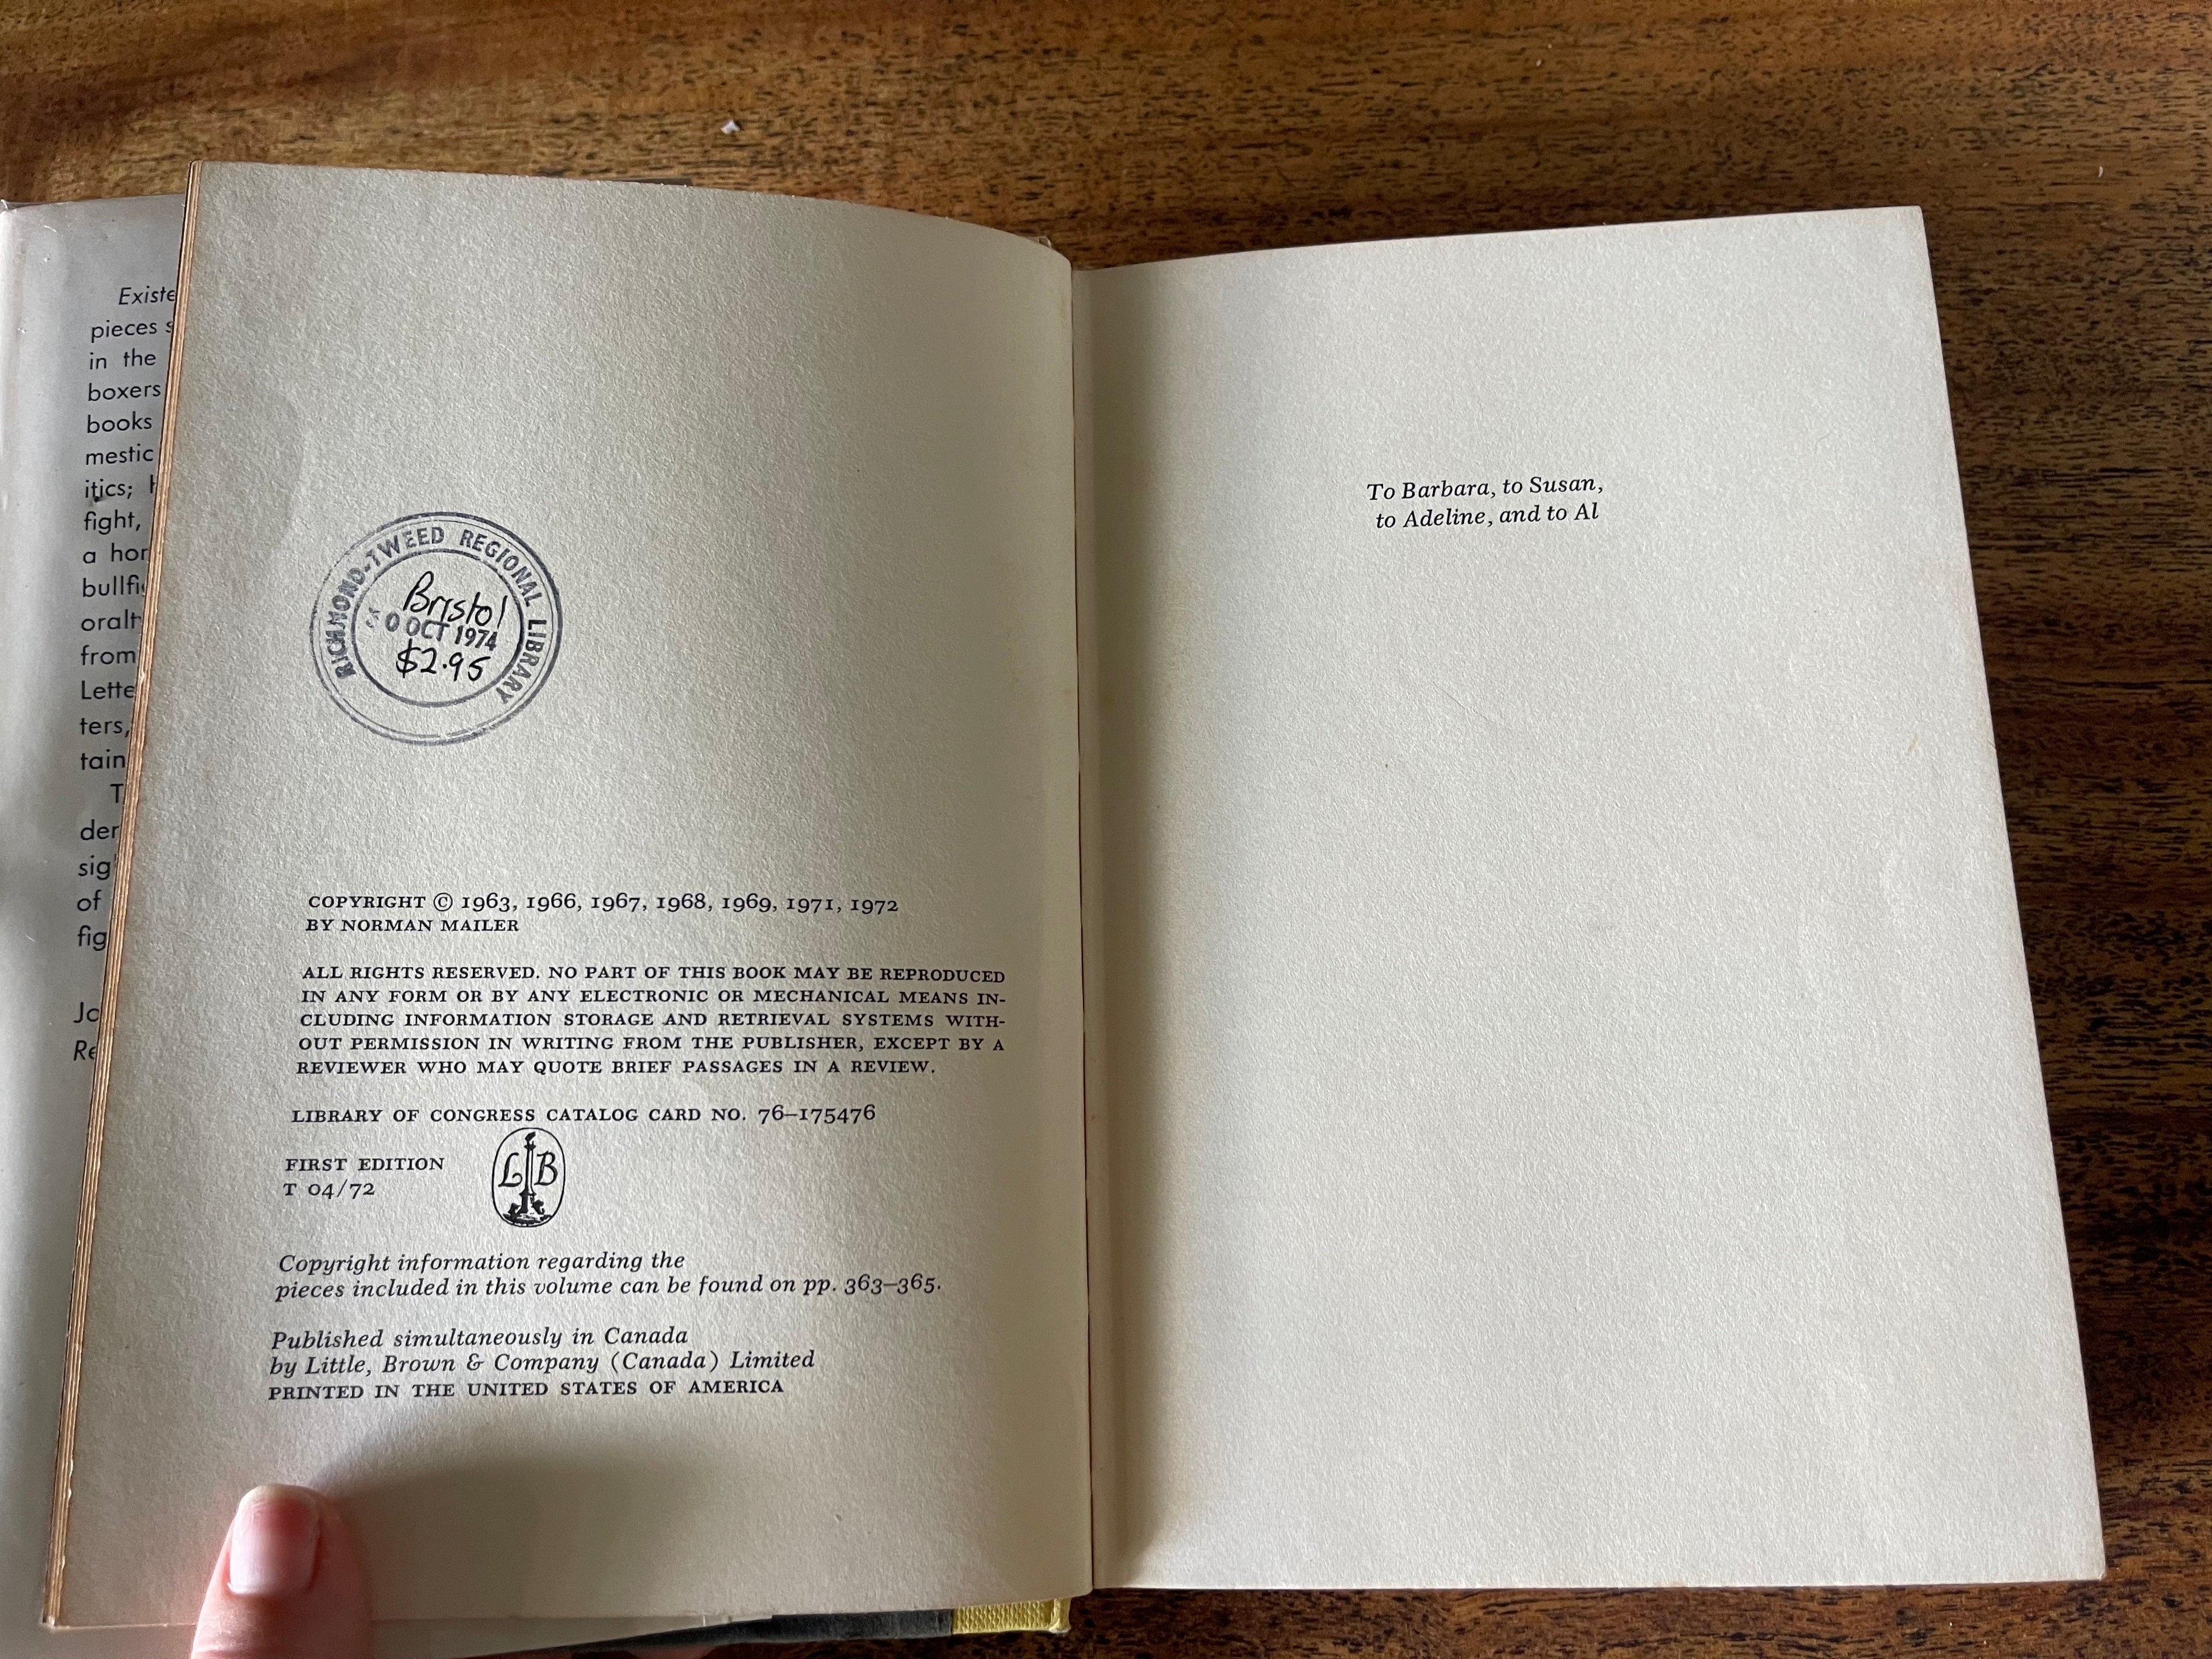 Existe
pieces s
in the
boxers
books
mestic
itics; h
fight,
a hor
bullfi
oralt
from
Lette
ters,
tain
T
der
sig
of
fig
Jo
Re
RICHMOND-TWEED REGIONAL LIBRARY
Bristol
0 OCT 1974
$2.95
COPYRIGHT © 1963, 1966, 1967, 1968, 1969, 1971, 1972
BY NORMAN MAILER
ALL RIGHTS RESERVED. NO PART OF THIS BOOK MAY BE REPRODUCED
IN ANY FORM OR BY ANY ELECTRONIC OR MECHANICAL MEANS IN-
CLUDING INFORMATION STORAGE AND RETRIEVAL SYSTEMS WITH-
OUT PERMISSION IN WRITING FROM THE PUBLISHER, EXCEPT BY A
REVIEWER WHO MAY QUOTE BRIEF PASSAGES IN A REVIEW.
LIBRARY OF CONGRESS CATALOG CARD NO. 76–175476
FIRST EDITION
T 04/72
L B
Copyright information regarding the
pieces included in this volume can be found on pp. 363–365.
Published simultaneously in Canada
by Little, Brown & Company (Canada) Limited
PRINTED IN THE UNITED STATES OF AMERICA
To Barbara, to Susan,
to Adeline, and to Al